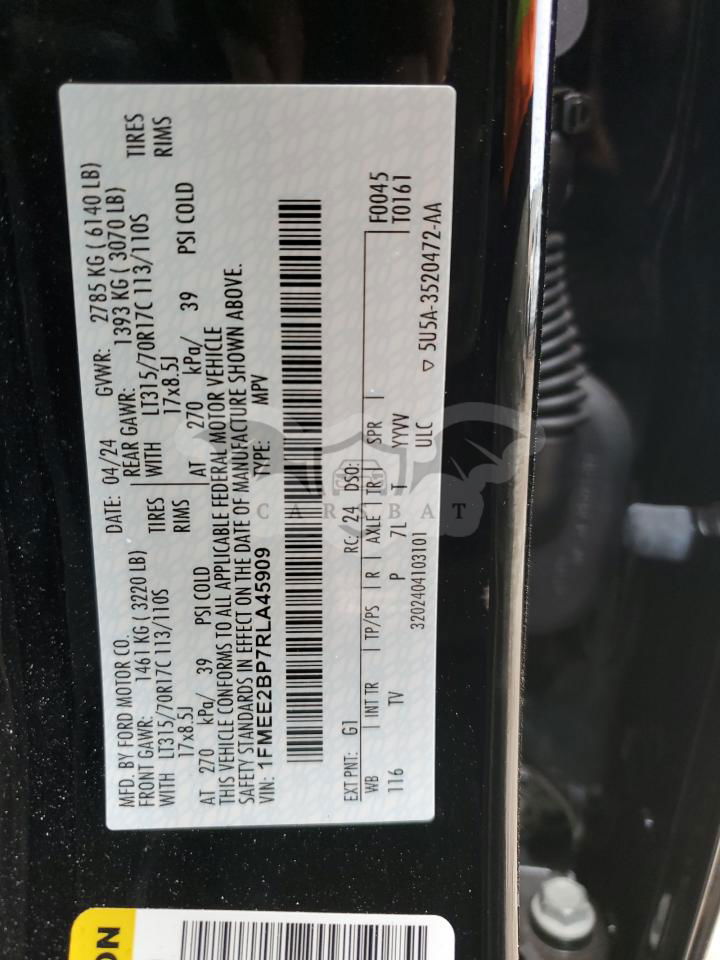 MFD. BY FORD MOTOR CO. DATE: 04/24 GVWR: 2785 KG ( 6140 LB)
FRONT GAWR: 1461 KG ( 3220 LB) REAR GAWR: 1393 KG ( 3070 LB)
WITH LT315/70R17C 113/110S TIRES WITH LT315/70R17C 113/110S TIRES
17x8.5J RIMS 17x8.5J RIMS
AT 270 kPa/ 39 PSI COLD AT 270 kPa/ 39 PSI COLD
THIS VEHICLE CONFORMS TO ALL APPLICABLE FEDERAL MOTOR VEHICLE
SAFETY STANDARDS IN EFFECT ON THE DATE OF MANUFACTURE SHOWN ABOVE.
VIN: 1FMEE2BP7RLA45909 TYPE: MPV
EXT PNT: G1 RC: 24 DSO: F0045
WB INT TR TP/PS R AXLE TR SPR T0161
116 TV P 7L T YYVV
3202404103101 ULC
▽ 5U5A-3520472-AA
CARSBAT
ON